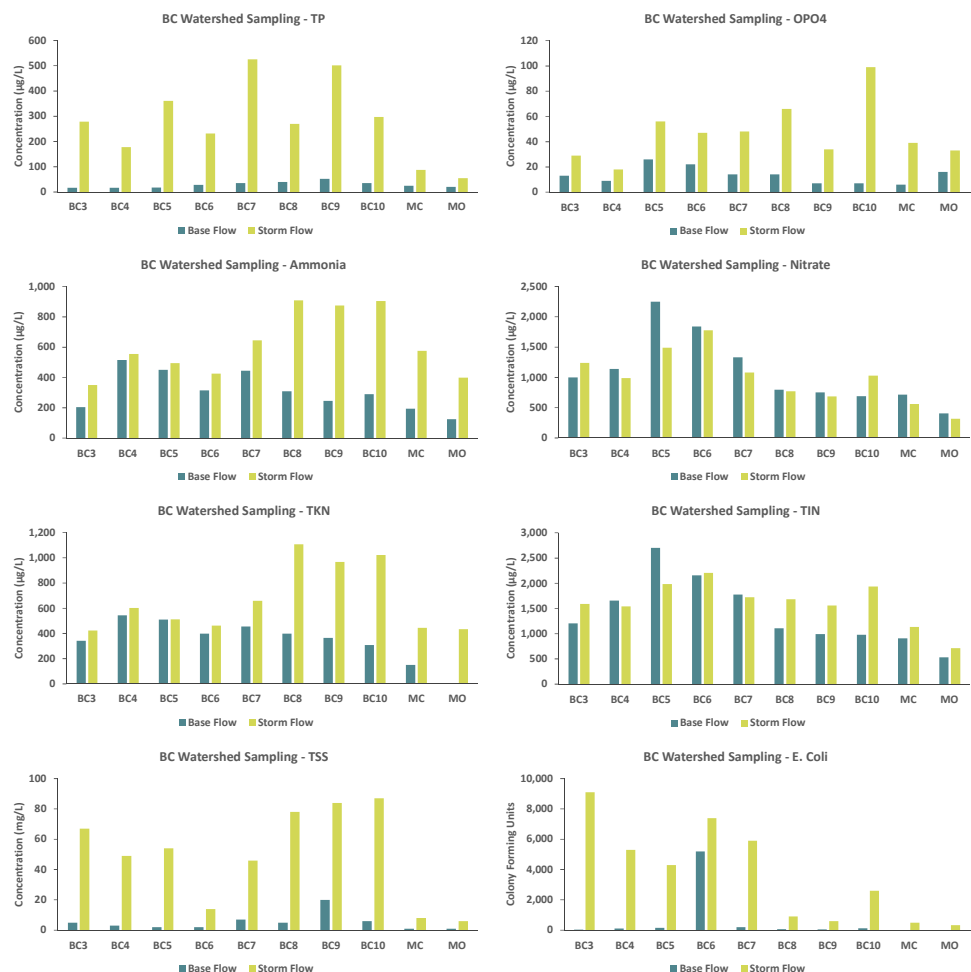 BC Watershed Sampling - TP
Concentration (µg/L)
600
500
400
300
200
100
0
BC3 BC4 BC5 BC6 BC7 BC8 BC9 BC10 MC MO
Base Flow Storm Flow
BC Watershed Sampling - OPO4
Concentration (µg/L)
120
100
80
60
40
20
0
BC3 BC4 BC5 BC6 BC7 BC8 BC9 BC10 MC MO
Base Flow Storm Flow
BC Watershed Sampling - Ammonia
Concentration (µg/L)
1,000
800
600
400
200
0
BC3 BC4 BC5 BC6 BC7 BC8 BC9 BC10 MC MO
Base Flow Storm Flow
BC Watershed Sampling - Nitrate
Concentration (µg/L)
2,500
2,000
1,500
1,000
500
0
BC3 BC4 BC5 BC6 BC7 BC8 BC9 BC10 MC MO
Base Flow Storm Flow
BC Watershed Sampling - TKN
Concentration (µg/L)
1,200
1,000
800
600
400
200
0
BC3 BC4 BC5 BC6 BC7 BC8 BC9 BC10 MC MO
Base Flow Storm Flow
BC Watershed Sampling - TIN
Concentration (µg/L)
3,000
2,500
2,000
1,500
1,000
500
0
BC3 BC4 BC5 BC6 BC7 BC8 BC9 BC10 MC MO
Base Flow Storm Flow
BC Watershed Sampling - TSS
Concentration (mg/L)
100
80
60
40
20
0
BC3 BC4 BC5 BC6 BC7 BC8 BC9 BC10 MC MO
Base Flow Storm Flow
BC Watershed Sampling - E. Coli
Colony Forming Units
10,000
8,000
6,000
4,000
2,000
0
BC3 BC4 BC5 BC6 BC7 BC8 BC9 BC10 MC MO
Base Flow Storm Flow